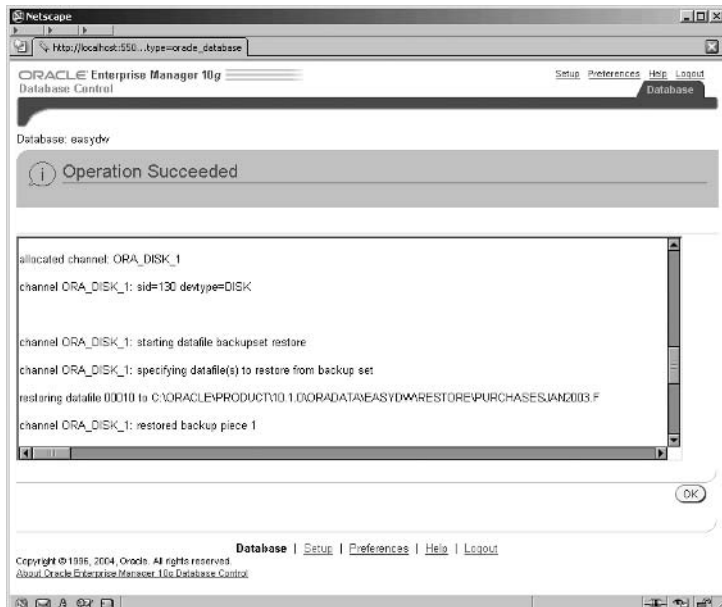 Netscape
http://localhost:550...type=oracle_database
ORACLE Enterprise Manager 10g
Database Control
Setup Preferences Help Logout
Database
Database: easydw
Operation Succeeded
allocated channel: ORA_DISK_1
channel ORA_DISK_1: sid=130 devtype=DISK
channel ORA_DISK_1: starting datafile backupset restore
channel ORA_DISK_1: specifying datafile(s) to restore from backup set
restoring datafile 00010 to C:\ORACLE\PRODUCT\10.1.0\ORADATA\EASYDW\RESTORE\PURCHASESJAN2003.F
channel ORA_DISK_1: restored backup piece 1
OK
Database | Setup | Preferences | Help | Logout
Copyright © 1996, 2004, Oracle. All rights reserved.
About Oracle Enterprise Manager 10g Database Control